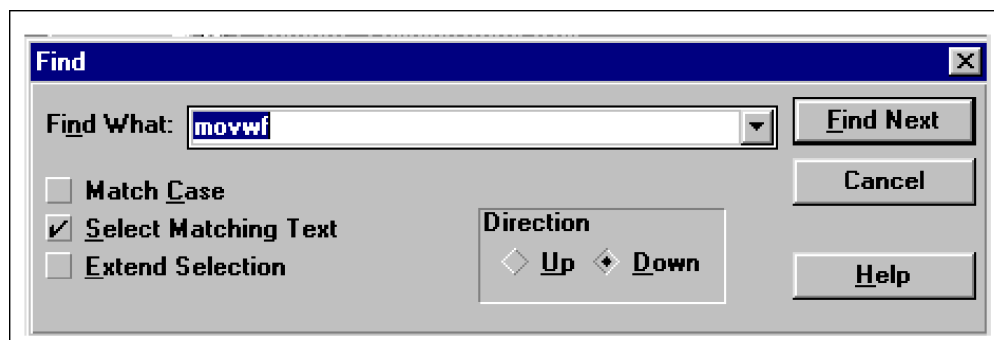 Find
Find What: movwf
Find Next
Match Case
Cancel
Select Matching Text
Extend Selection
Direction
Up Down
Help